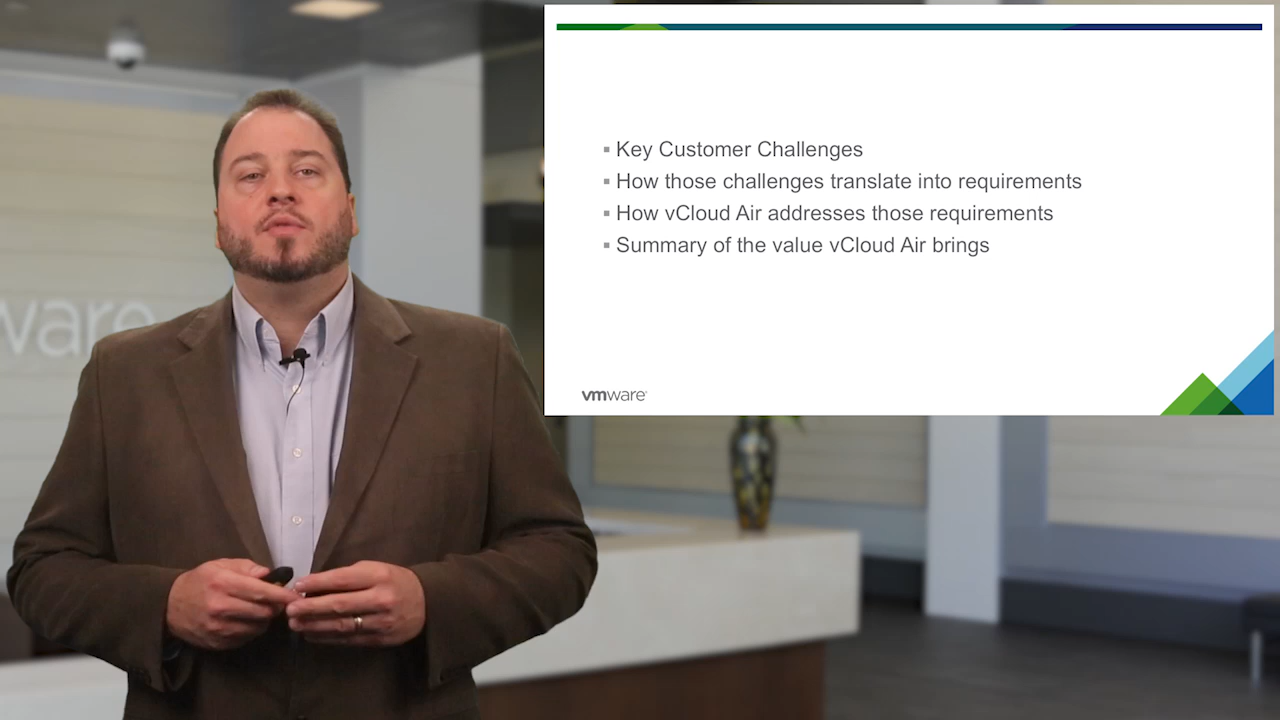 Key Customer Challenges
How those challenges translate into requirements
How vCloud Air addresses those requirements
Summary of the value vCloud Air brings
vmware
ware